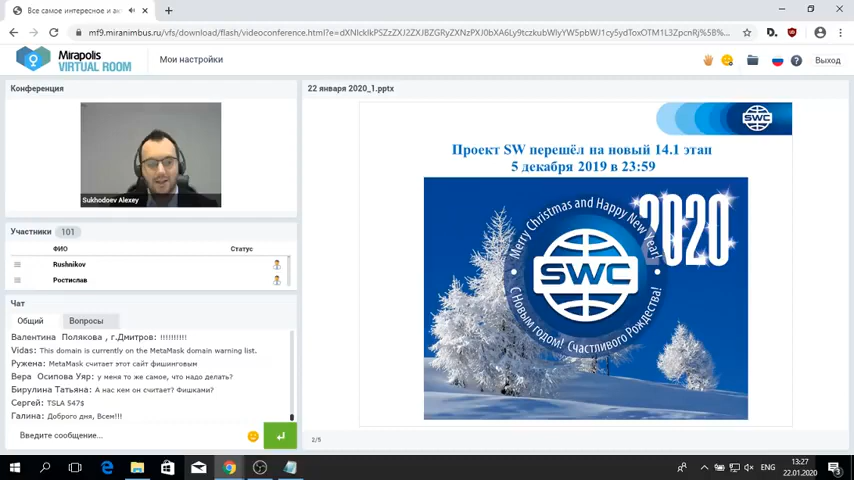 Все самое интересное и ак
mf9.miranimbus.ru/vfs/download/flash/videoconference.html?e=
Mirapolis
VIRTUAL ROOM
Мои настройки
Выход
Конференция
Sukhodoev Alexey
Участники 101
ФИО Статус
Rushnikov
Ростислав
Чат
Общий Вопросы
Валентина Полякова , г.Дмитров: !!!!!!!!!!
Vidas: This domain is currently on the MetaMask domain warning list.
Ружена: MetaMask считает этот сайт фишинговым
Вера Осипова Уяр: у меня то же самое, что надо делать?
Бирулина Татьяна: А нас кем он считает? Фишками?
Сергей: TSLA 547$
Галина: Доброго дня, Всем!!!
Введите сообщение...
22 января 2020_1.pptx
SWC
Проект SW перешёл на новый 14.1 этап
5 декабря 2019 в 23:59
2020
Merry Christmas and Happy New Year!
SWC
С Новым годом! Счастливого Рождества!
2/5
ENG
13:27
22.01.2020
3